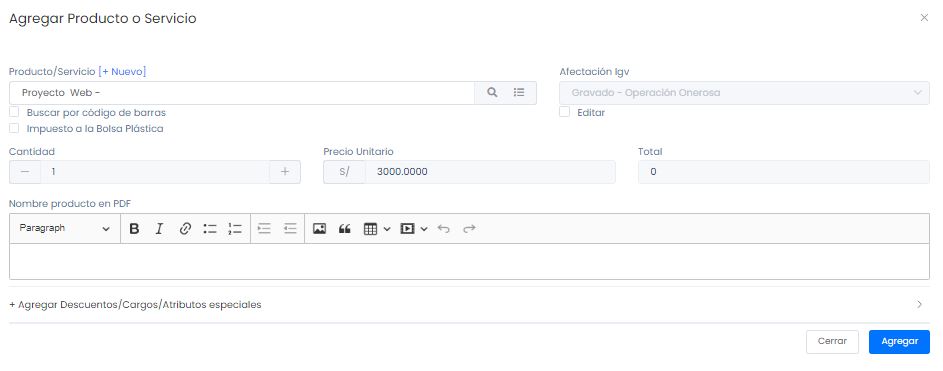 Agregar Producto o Servicio
Producto/Servicio [+ Nuevo]
Afectación Igv
Proyecto Web -
Gravado - Operación Onerosa
Buscar por código de barras
Editar
Impuesto a la Bolsa Plástica
Cantidad
Precio Unitario
Total
1
S/
3000.0000
0
Nombre producto en PDF
Paragraph
+ Agregar Descuentos/Cargos/Atributos especiales
Cerrar
Agregar